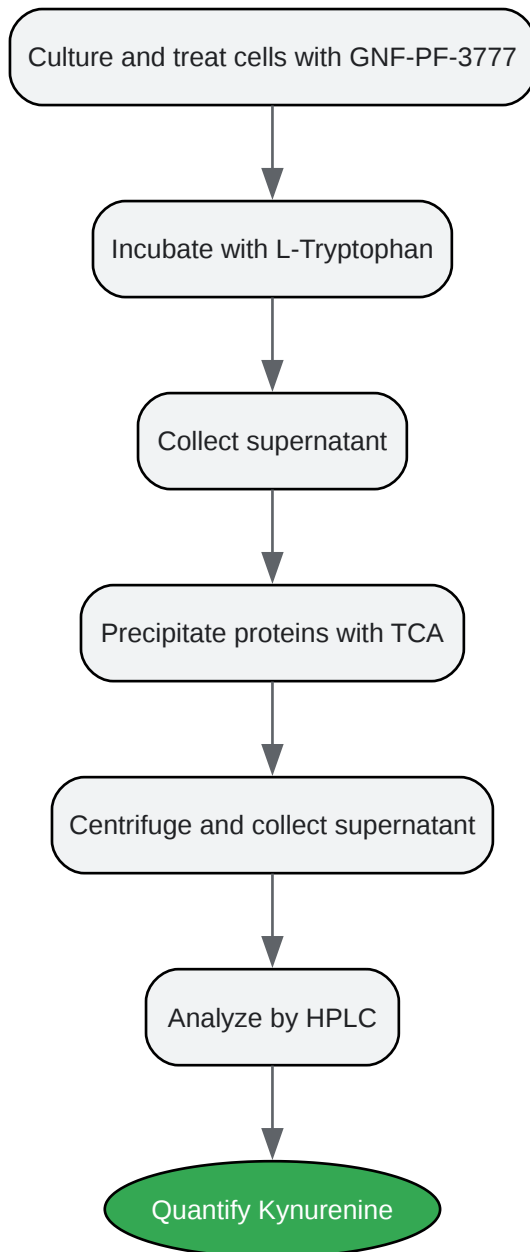 Culture and treat cells with GNF-PF-3777
Incubate with L-Tryptophan
Collect supernatant
Precipitate proteins with TCA
Centrifuge and collect supernatant
Analyze by HPLC
Quantify Kynurenine